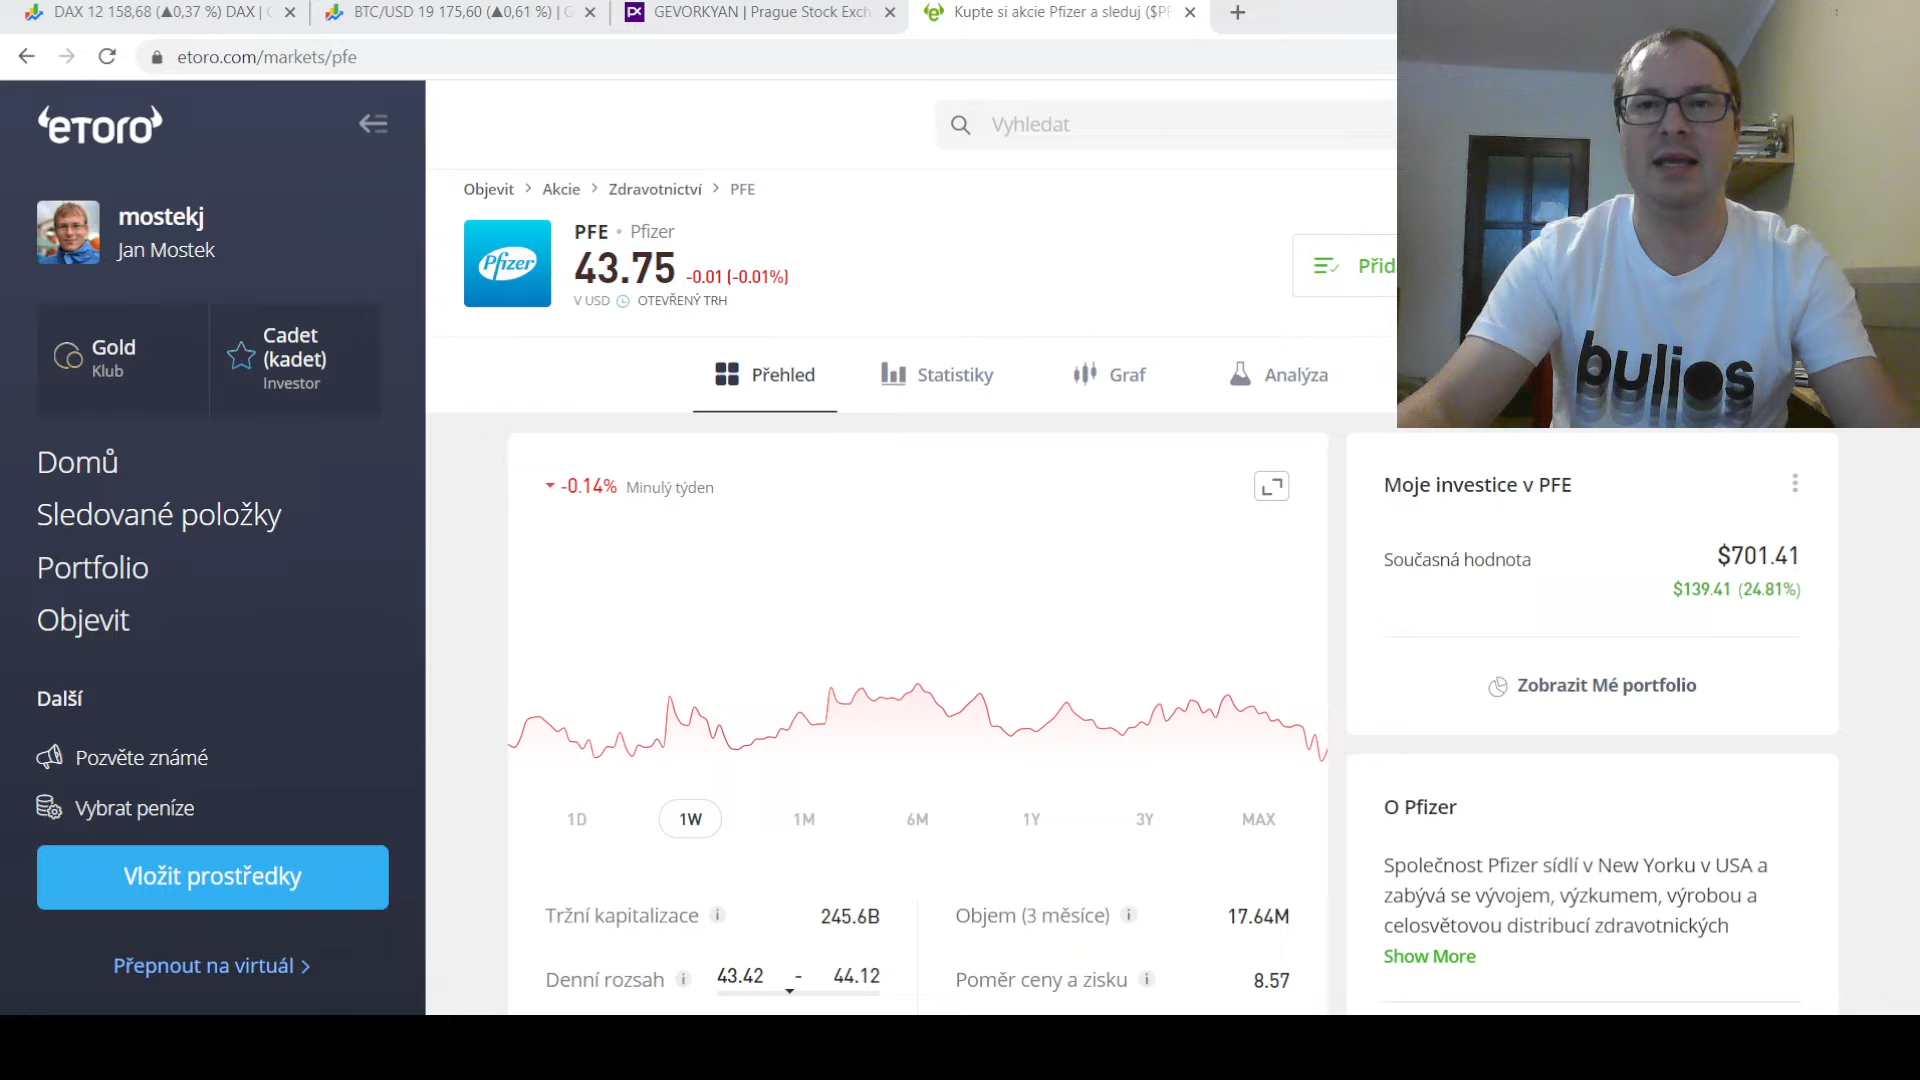 DAX 12 158,68 (▲0,37 %) DAX |
BTC/USD 19 175,60 (▲0,61 %) |
GEVORKYAN | Prague Stock Exch
Kupte si akcie Pfizer a sleduj ($PF
etoro.com/markets/pfe
eTORO
Vyhledat
mostekj
Jan Mostek
Gold
Klub
Cadet
(kadet)
Investor
Domů
Sledované položky
Portfolio
Objevit
Další
Pozvěte známé
Vybrat peníze
Vložit prostředky
Přepnout na virtuál >
Objevit > Akcie > Zdravotnictví > PFE
Pfizer
PFE • Pfizer
43.75 -0.01 (-0.01%)
V USD OTEVŘENÝ TRH
Přid
Přehled
Statistiky
Graf
Analýza
-0.14% Minulý týden
1D 1W 1M 6M 1Y 3Y MAX
Tržní kapitalizace 245.6B
Objem (3 měsíce) 17.64M
Denní rozsah 43.42 - 44.12
Poměr ceny a zisku 8.57
Moje investice v PFE
Současná hodnota $701.41
$139.41 (24.81%)
Zobrazit Mé portfolio
O Pfizer
Společnost Pfizer sídlí v New Yorku v USA a
zabývá se vývojem, výzkumem, výrobou a
celosvětovou distribucí zdravotnických
Show More
bulios